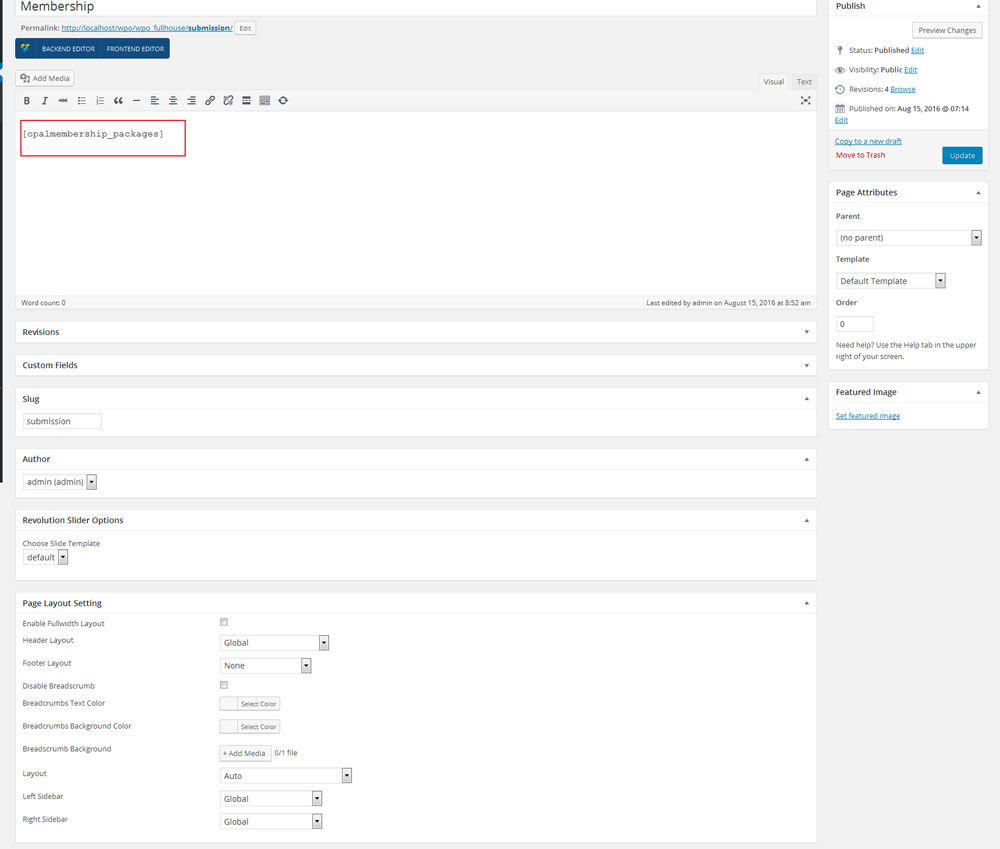 Membership
Permalink: http://localhost/wpo/wpo_fullhouse/submission/ Edit
BACKEND EDITOR FRONTEND EDITOR
Add Media
Visual Text
B I ABC
[opalmembership_packages]
Word count: 0 Last edited by admin on August 15, 2016 at 8:52 am
Revisions
Custom Fields
Slug
submission
Author
admin (admin)
Revolution Slider Options
Choose Slide Template
default
Page Layout Setting
Enable Fullwidth Layout
Header Layout Global
Footer Layout None
Disable Breadscrumb
Breadcrumbs Text Color Select Color
Breadcrumbs Background Color Select Color
Breadscrumb Background + Add Media 0/1 file
Layout Auto
Left Sidebar Global
Right Sidebar Global
Publish
Preview Changes
Status: Published Edit
Visibility: Public Edit
Revisions: 4 Browse
Published on: Aug 15, 2016 @ 07:14
Edit
Copy to a new draft
Move to Trash Update
Page Attributes
Parent
(no parent)
Template
Default Template
Order
0
Need help? Use the Help tab in the upper
right of your screen.
Featured Image
Set featured image